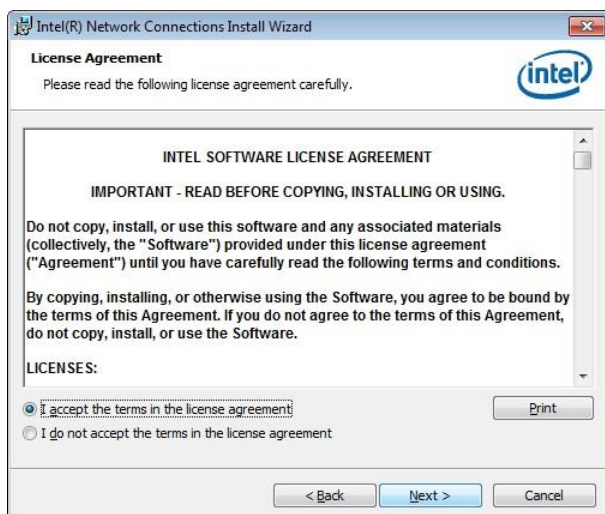 Intel(R) Network Connections Install Wizard
License Agreement
Please read the following license agreement carefully.
intel
INTEL SOFTWARE LICENSE AGREEMENT
IMPORTANT - READ BEFORE COPYING, INSTALLING OR USING.
Do not copy, install, or use this software and any associated materials
(collectively, the "Software") provided under this license agreement
("Agreement") until you have carefully read the following terms and conditions.
By copying, installing, or otherwise using the Software, you agree to be bound by
the terms of this Agreement. If you do not agree to the terms of this Agreement,
do not copy, install, or use the Software.
LICENSES:
I accept the terms in the license agreement
Print
I do not accept the terms in the license agreement
< Back
Next >
Cancel